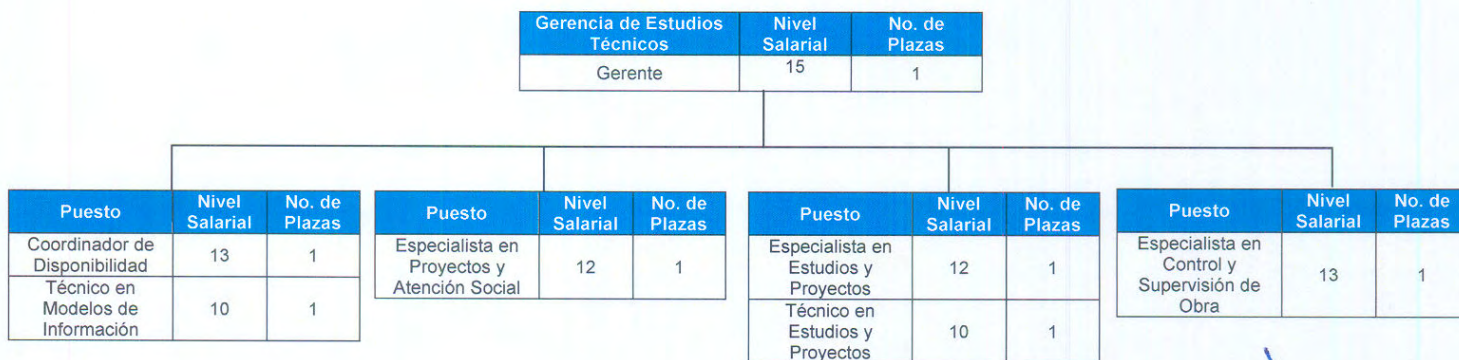 Gerencia de Estudios Técnicos Nivel Salarial No. de Plazas
Gerente 15 1
Puesto Nivel Salarial No. de Plazas
Coordinador de Disponibilidad 13 1
Técnico en Modelos de Información 10 1
Puesto Nivel Salarial No. de Plazas
Especialista en Proyectos y Atención Social 12 1
Puesto Nivel Salarial No. de Plazas
Especialista en Estudios y Proyectos 12 1
Técnico en Estudios y Proyectos 10 1
Puesto Nivel Salarial No. de Plazas
Especialista en Control y Supervisión de Obra 13 1